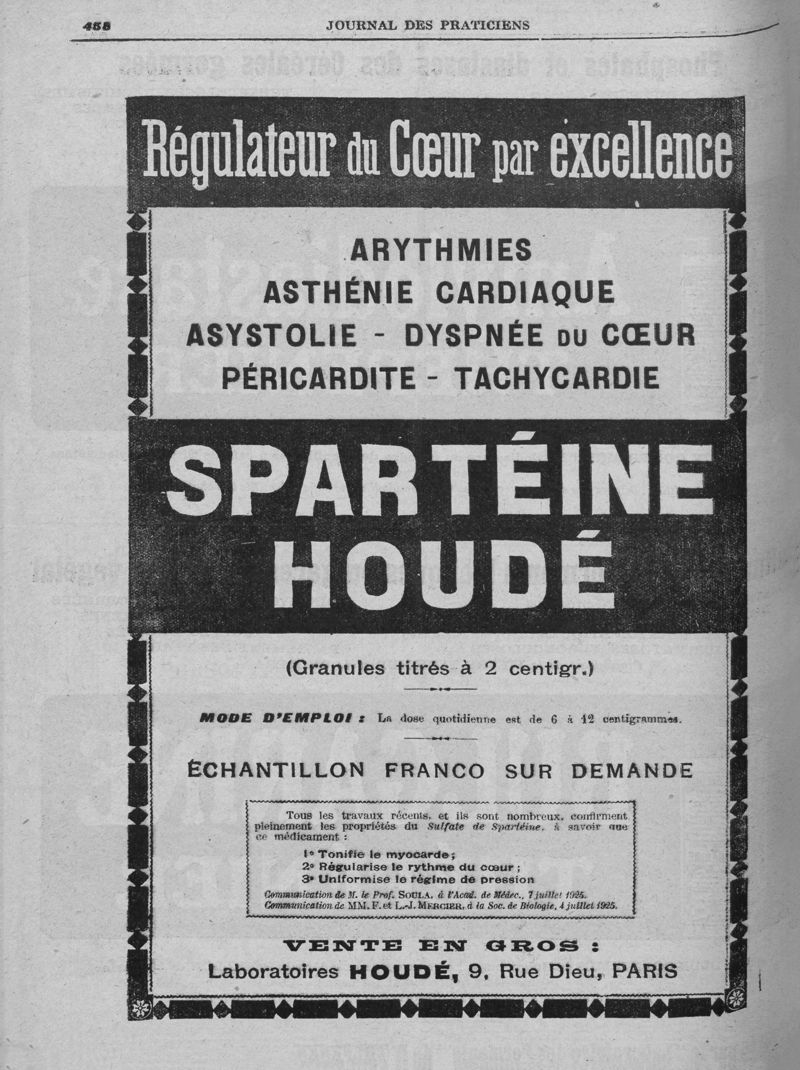 458
JOURNAL DES PRATICIENS
Régulateur du Cœur par excellence
ARYTHMIES
ASTHÉNIE CARDIAQUE
ASYSTOLIE - DYSPNÉE DU CŒUR
PÉRICARDITE - TACHYCARDIE
SPARTÉINE
HOUDÉ
(Granules titrés à 2 centigr.)
MODE D'EMPLOI : La dose quotidienne est de 6 à 12 centigrammes.
ÉCHANTILLON FRANCO SUR DEMANDE
Tous les travaux récents, et ils sont nombreux, confirment
pleinement les propriétés du Sulfate de Spartéine, à savoir que
ce médicament :
1º Tonifie le myocarde;
2º Régularise le rythme du cœur;
3º Uniformise le régime de pression
Communication de M. le Prof. SOULA, à l'Acad. de Médec., 7 juillet 1925.
Communication de MM. F. et L.-J. MERCIER, à la Soc. de Biologie, 4 juillet 1925.
VENTE EN GROS :
Laboratoires HOUDÉ, 9, Rue Dieu, PARIS